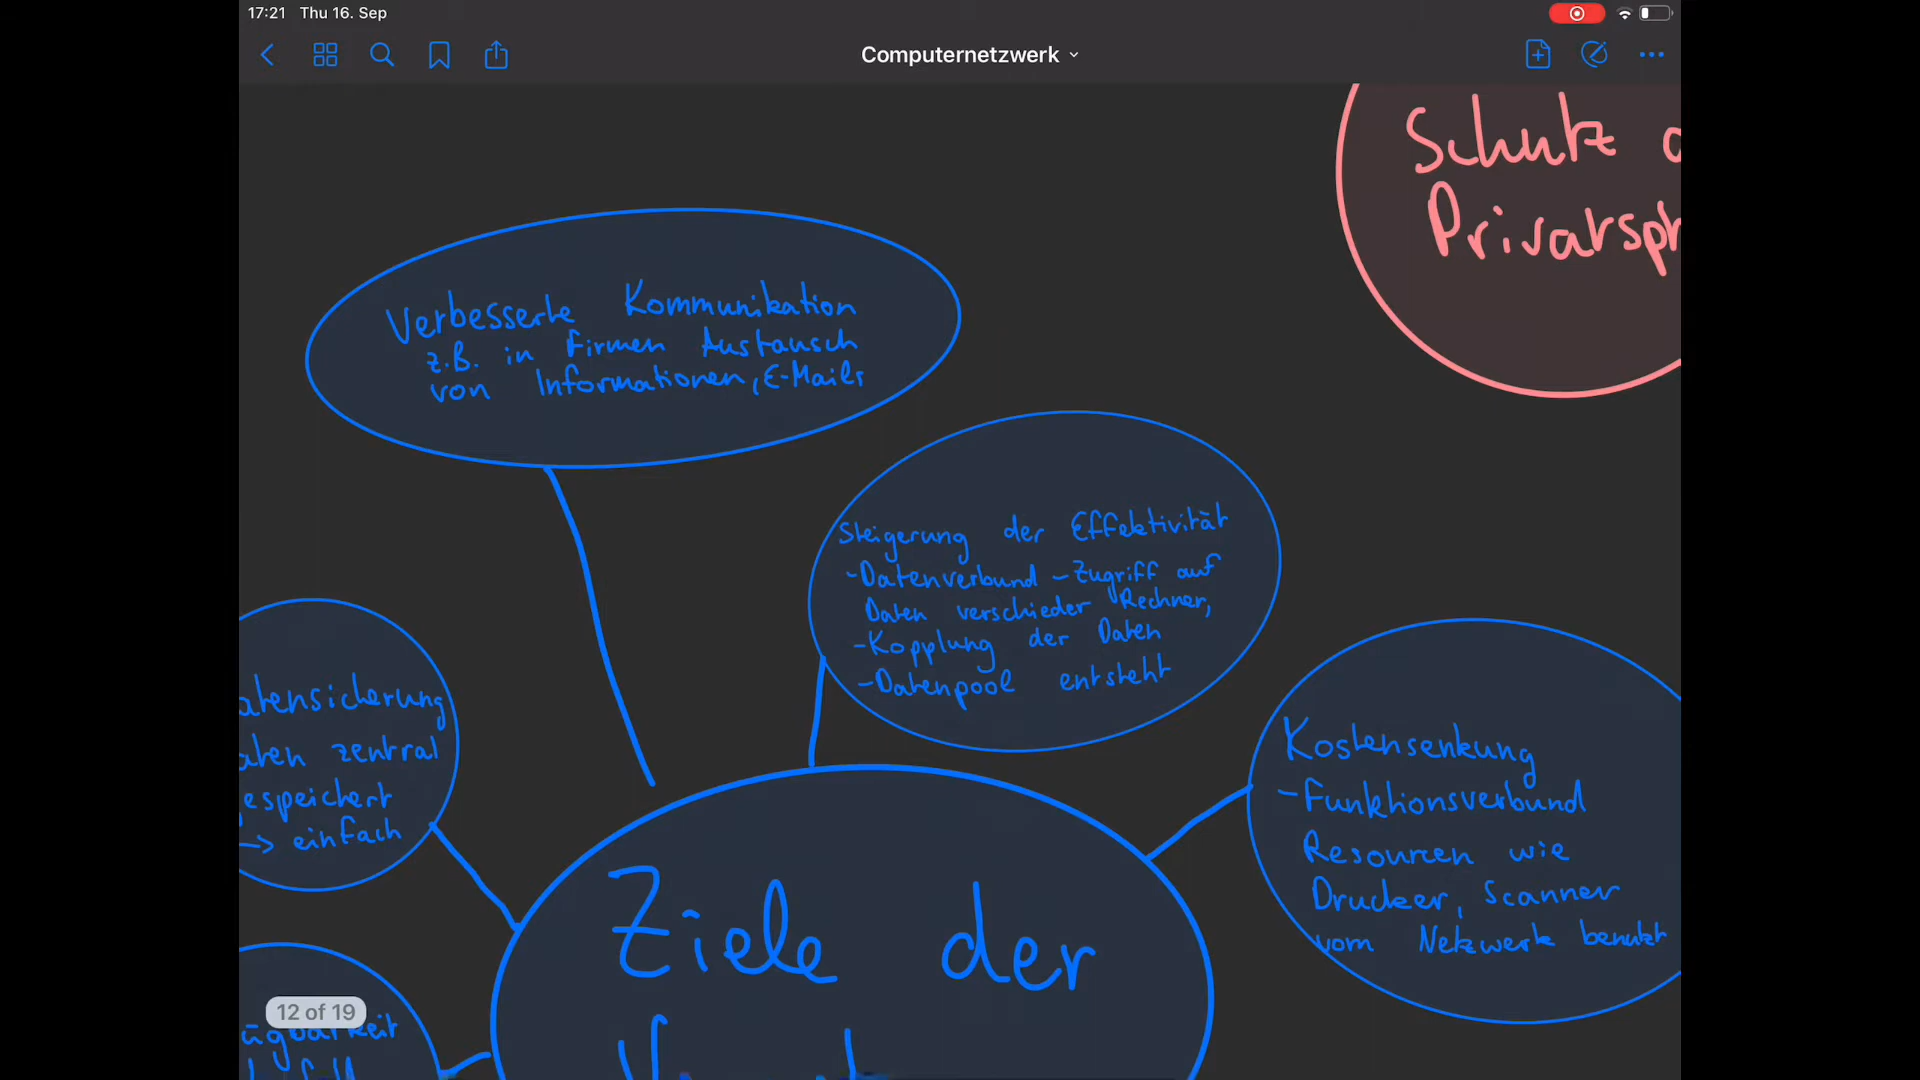 17:21 Thu 16. Sep
Computernetzwerk
Schutz
Privatsph
Verbesserte Kommunikation
z.B. in Firmen Austausch
von Informationen, E-Mails
Steigerung der Effektivität
-Datenverbund - Zugriff auf
Daten verschieder Rechner,
-Kopplung der Daten
-Datenpool entsteht
atensicherung
aten zentral
espeichert
-> einfach
Kostensenkung
-Funktionsverbund
Resourcen wie
Drucker, Scanner
vom Netzwerk benutzt
Ziele der
12 of 19